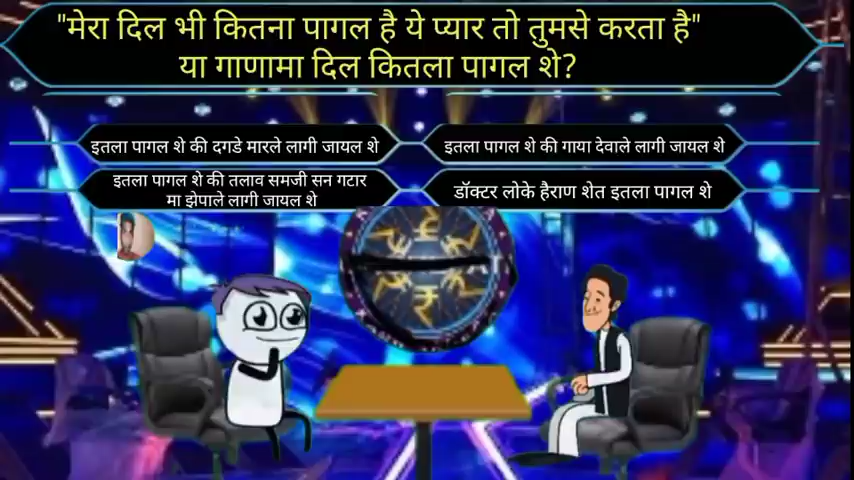 "मेरा दिल भी कितना पागल है ये प्यार तो तुमसे करता है"
या गाणामा दिल कितला पागल शे?
इतला पागल शे की दगडे मारले लागी जायल शे
इतला पागल शे की गाया देवाले लागी जायल शे
इतला पागल शे की तलाव समजी सन गटार
मा झेपाले लागी जायल शे
डॉक्टर लोके हैराण शेत इतला पागल शे